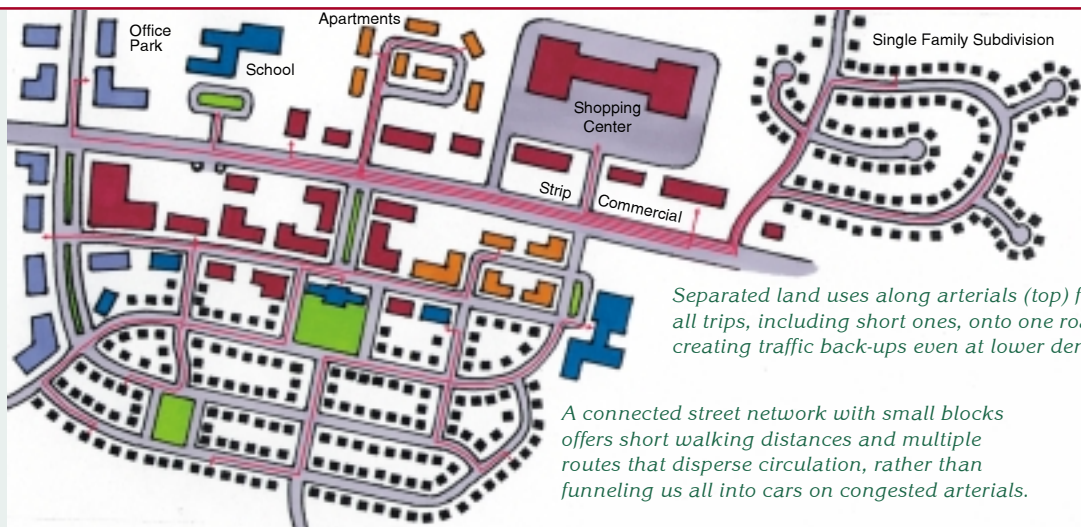 Office
Park
School
Apartments
Shopping
Center
Single Family Subdivision
Strip
Commercial
Separated land uses along arterials (top)
all trips, including short ones, onto one
creating traffic back-ups even at lower
A connected street network with small blocks
offers short walking distances and multiple
routes that disperse circulation, rather than
funneling us all into cars on congested arterials.